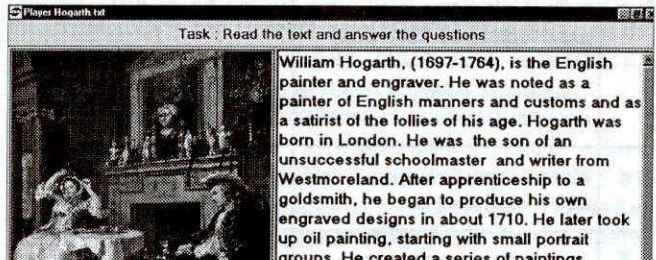 Player Hogarth.txt
Task : Read the text and answer the questions
William Hogarth, (1697-1764), is the English
painter and engraver. He was noted as a
painter of English manners and customs and as
a satirist of the follies of his age. Hogarth was
born in London. He was the son of an
unsuccessful schoolmaster and writer from
Westmoreland. After apprenticeship to a
goldsmith, he began to produce his own
engraved designs in about 1710. He later took
up oil painting, starting with small portrait
groups. He created a series of paintings